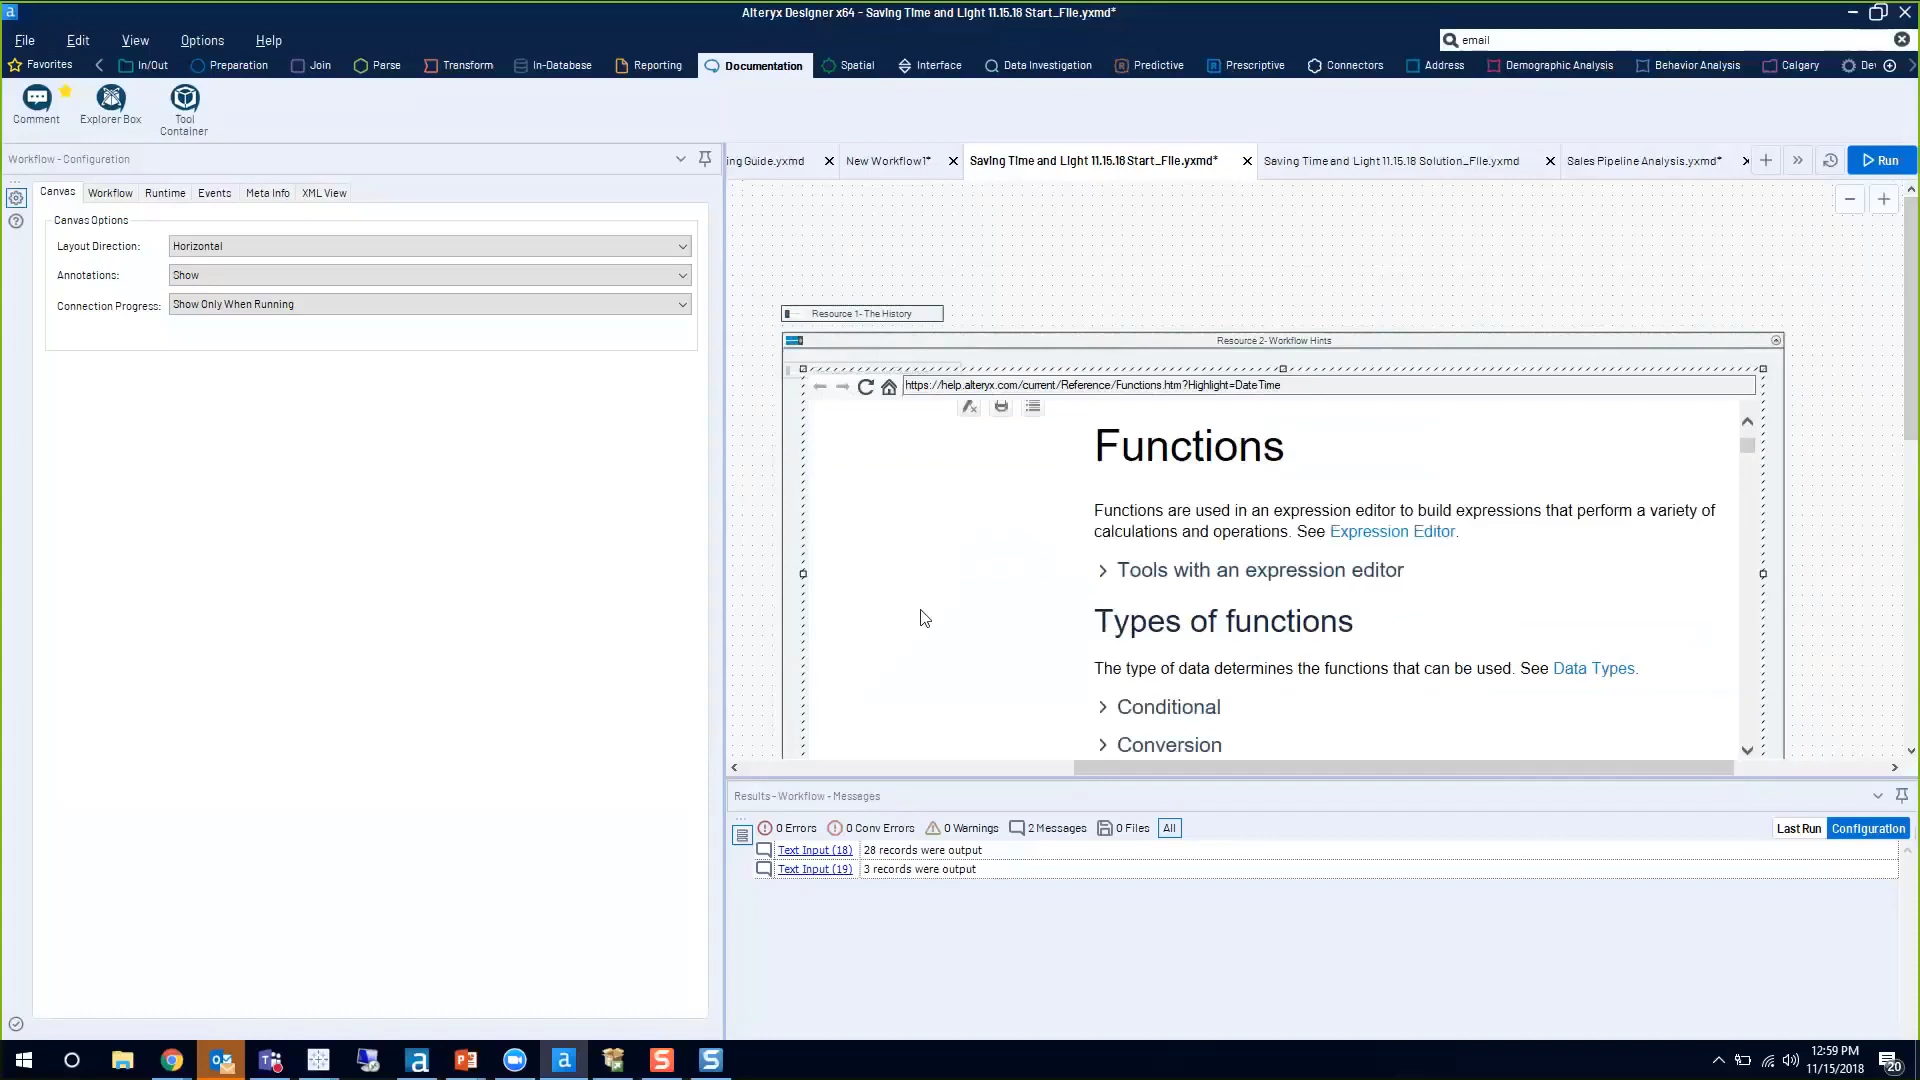 Alteryx Designer x64 - Saving Time and Light 11.15.18 Start_File.yxmd*
File Edit View Options Help
email
Favorites In/Out Preparation Join Parse Transform In-Database Reporting Documentation Spatial Interface Data Investigation Predictive Prescriptive Connectors Address Demographic Analysis Behavior Analysis Calgary De
Comment Explorer Box Tool Container
Workflow - Configuration
ing Guide.yxmd New Workflow1* Saving Time and Light 11.15.18 Start_File.yxmd* Saving Time and Light 11.15.18 Solution_File.yxmd Sales Pipeline Analysis.yxmd* Run
Canvas Workflow Runtime Events Meta Info XML View
Canvas Options
Layout Direction: Horizontal
Annotations: Show
Connection Progress: Show Only When Running
Resource 1- The History
Resource 2- Workflow Hints
https://help.alteryx.com/current/Reference/Functions.htm?Highlight=DateTime
Functions
Functions are used in an expression editor to build expressions that perform a variety of
calculations and operations. See Expression Editor.
Tools with an expression editor
Types of functions
The type of data determines the functions that can be used. See Data Types.
Conditional
Conversion
Results - Workflow - Messages
0 Errors 0 Conv Errors 0 Warnings 2 Messages 0 Files All Last Run Configuration
Text Input (18) 28 records were output
Text Input (19) 3 records were output
12:59 PM
11/15/2018
20